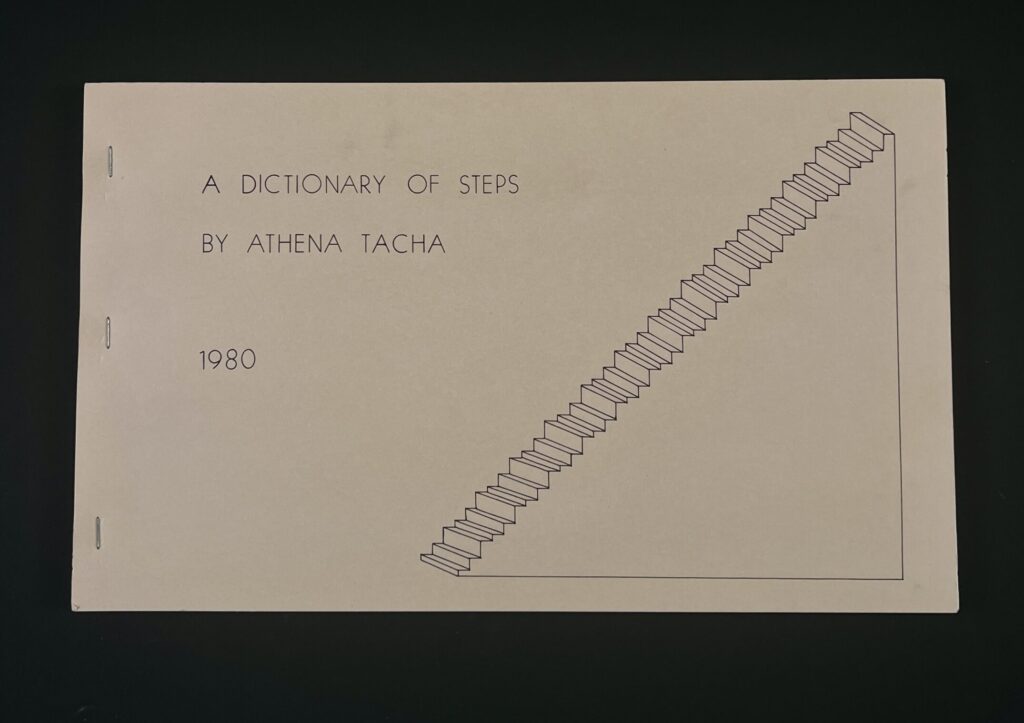 A DICTIONARY OF STEPS
BY ATHENA TACHA
1980